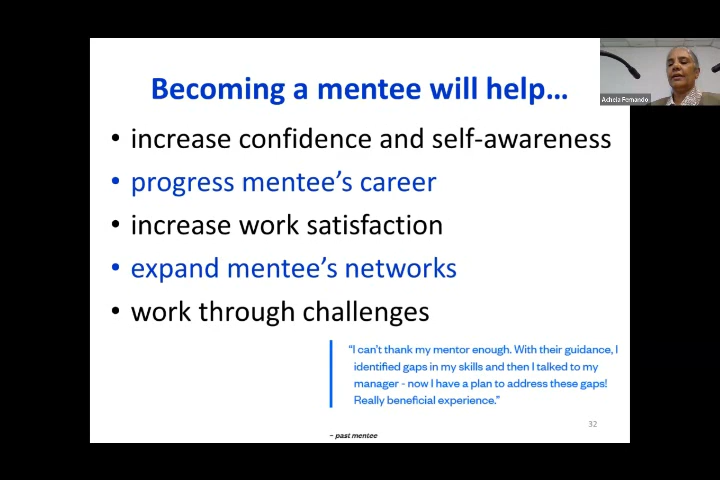 Becoming a mentee will help…
• increase confidence and self-awareness
• progress mentee’s career
• increase work satisfaction
• expand mentee’s networks
• work through challenges
“I can’t thank my mentor enough. With their guidance, I
identified gaps in my skills and then I talked to my
manager - now I have a plan to address these gaps!
Really beneficial experience.”
– past mentee
32
Achela Fernando